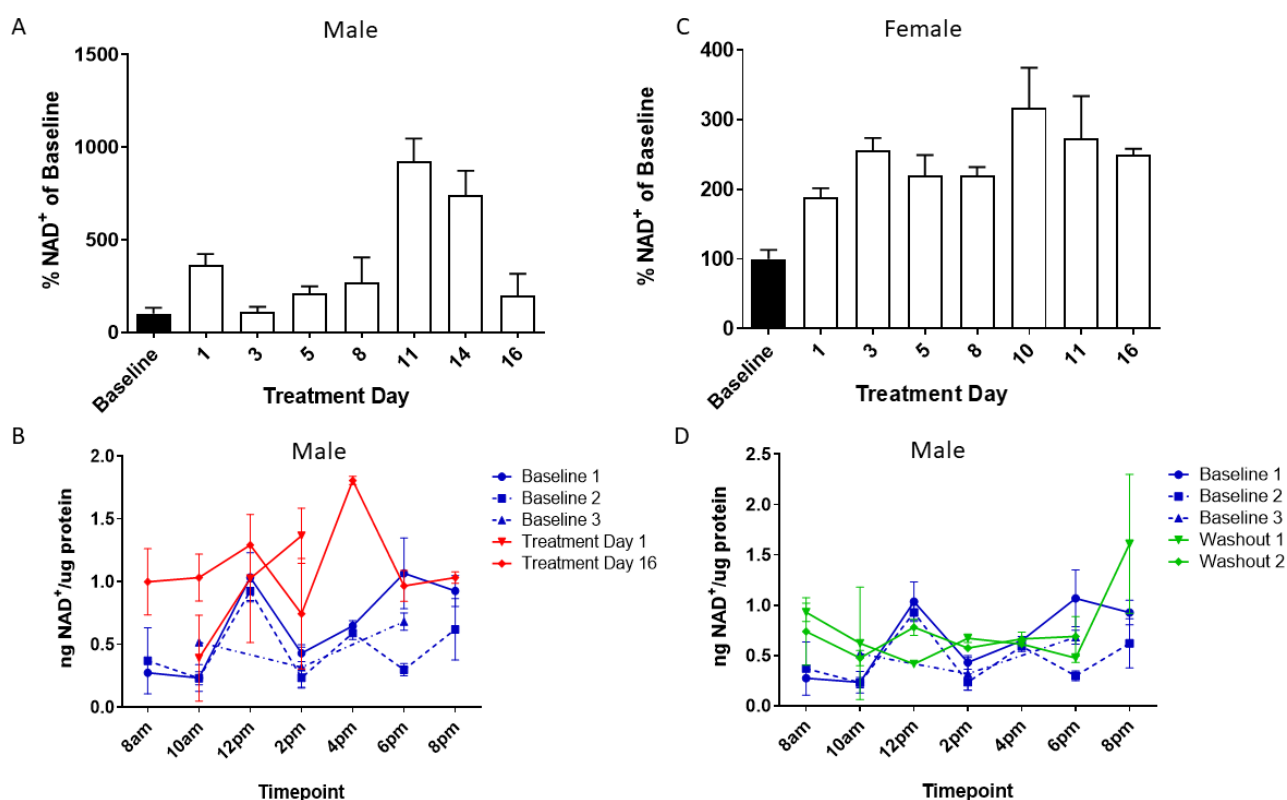 A
Male
% NAD⁺ of Baseline
1500
1000
500
0
Baseline
1
3
5
8
11
14
16
Treatment Day
C
Female
% NAD⁺ of Baseline
400
300
200
100
0
Baseline
1
3
5
8
10
11
16
Treatment Day
B
Male
ng NAD⁺/ug protein
2.0
1.5
1.0
0.5
0.0
8am
10am
12pm
2pm
4pm
6pm
8pm
Timepoint
Baseline 1
Baseline 2
Baseline 3
Treatment Day 1
Treatment Day 16
D
Male
ng NAD⁺/ug protein
2.5
2.0
1.5
1.0
0.5
0.0
8am
10am
12pm
2pm
4pm
6pm
8pm
Timepoint
Baseline 1
Baseline 2
Baseline 3
Washout 1
Washout 2